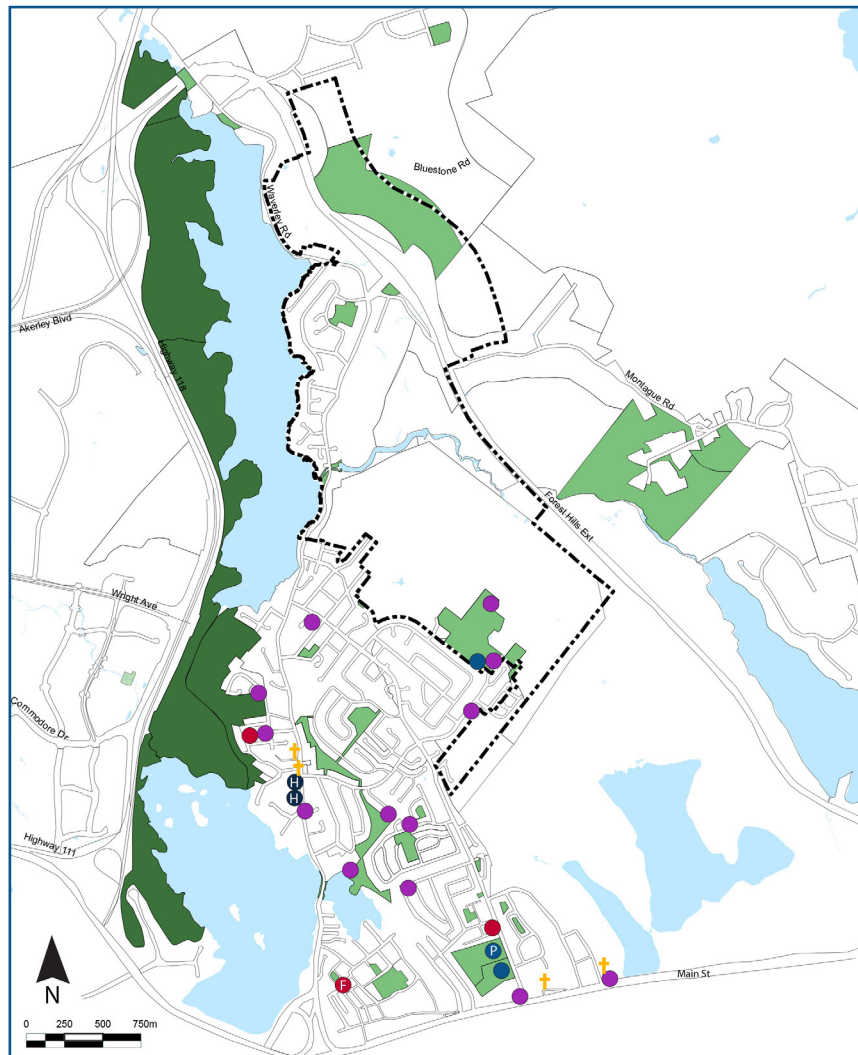 Bluestone Rd
Waverley Rd
Akerley Blvd
Highway 118
Montague Rd
Forest Hills Ext
Wright Ave
Commodore Dr
H
H
Highway 111
P
F
Main St
N
0 250 500 750m